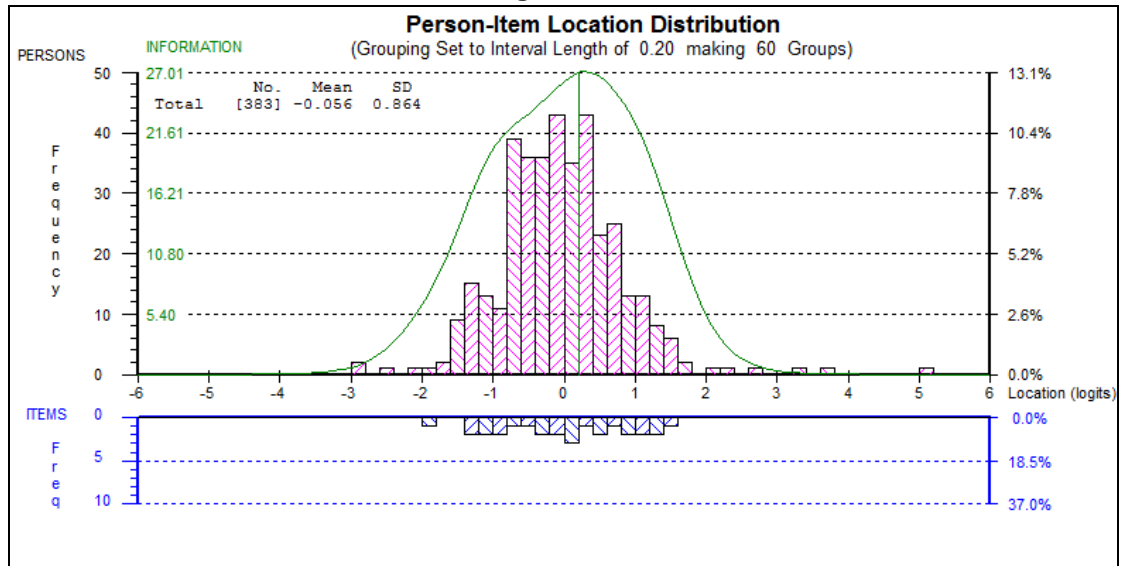 Person-Item Location Distribution
(Grouping Set to Interval Length of 0.20 making 60 Groups)
PERSONS
INFORMATION
No. Mean SD
Total [383] -0.056 0.864
50 27.01 13.1%
40 21.61 10.4%
30 16.21 7.8%
20 10.80 5.2%
10 5.40 2.6%
0 0.0%
Frequency
-6 -5 -4 -3 -2 -1 0 1 2 3 4 5 6 Location (logits)
ITEMS 0 0.0%
5 18.5%
10 37.0%
Freq